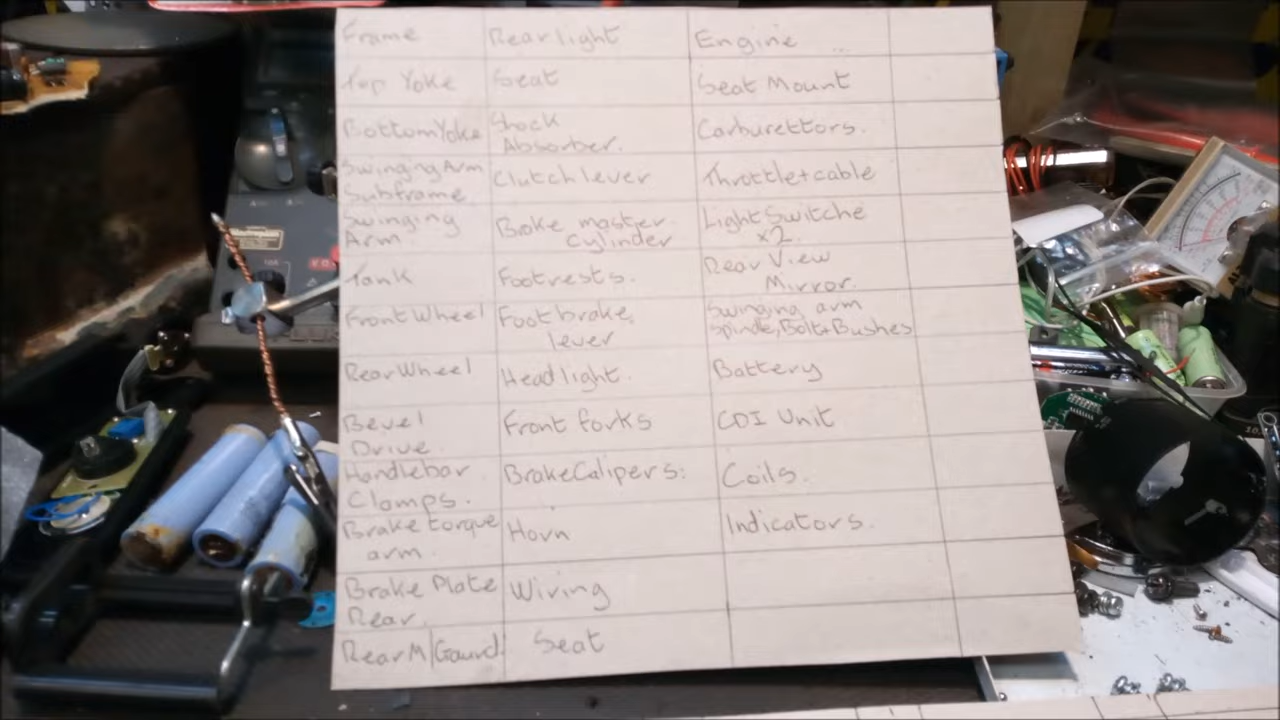 Frame
Rear light
Engine
Top Yoke
Seat
Seat Mount
Bottom Yoke
Shock
Absorber.
Carburettors.
Swinging Arm
Subframe
Clutch lever
Throttle + cable
Swinging
Arm.
Brake master
Cylinder
Light Switche
x2.
Tank
Footrests.
Rear View
Mirror.
Front Wheel
Foot brake
lever
Swinging arm
Spindle, Bolt + Bushes
Rear Wheel
Headlight.
Battery
Bevel
Drive
Front forks
CDI Unit
Handlebar
Clamps.
Brake Calipers.
Coils.
Brake torque
arm.
Horn
Indicators.
Brake Plate
Rear.
Wiring
Rear M/Gaurd
Seat